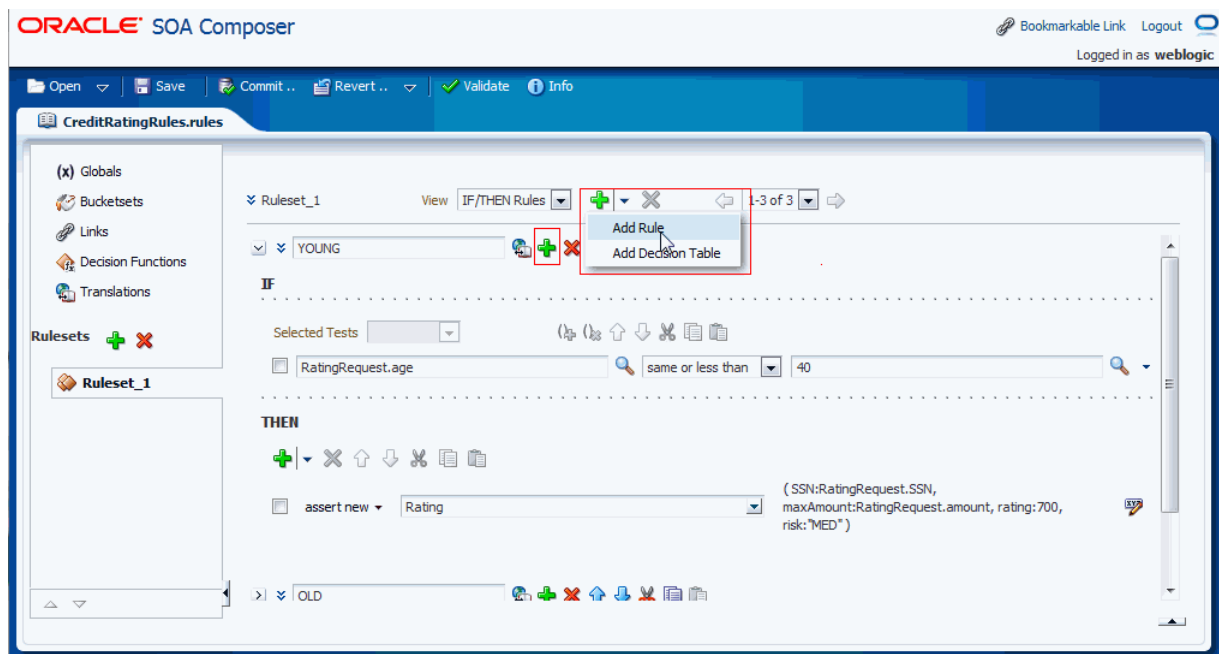 ORACLE SOA Composer
Bookmarkable Link Logout
Logged in as weblogic
Open Save Commit .. Revert .. Validate Info
CreditRatingRules.rules
(x) Globals
Bucketsets
Links
Decision Functions
Translations
Rulesets
Ruleset_1
Ruleset_1 View IF/THEN Rules 1-3 of 3
Add Rule
Add Decision Table
YOUNG
IF
Selected Tests
RatingRequest.age same or less than 40
THEN
assert new Rating
( SSN:RatingRequest.SSN,
maxAmount:RatingRequest.amount, rating:700,
risk:"MED" )
OLD